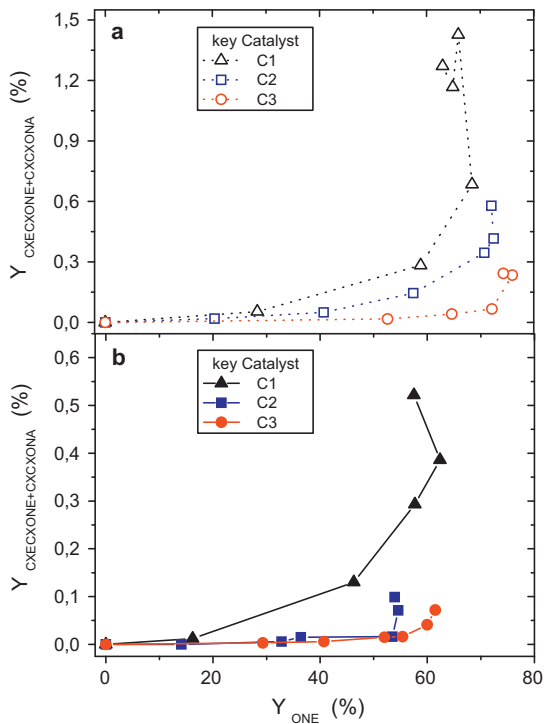 a
key Catalyst
C1
C2
C3
1,5
1,2
0,9
0,6
0,3
0,0
Y CXECXONE+CXCXONA (%)
b
key Catalyst
C1
C2
C3
0,6
0,5
0,4
0,3
0,2
0,1
0,0
Y CXECXONE+CXCXONA (%)
0 20 40 60 80
Y ONE (%)